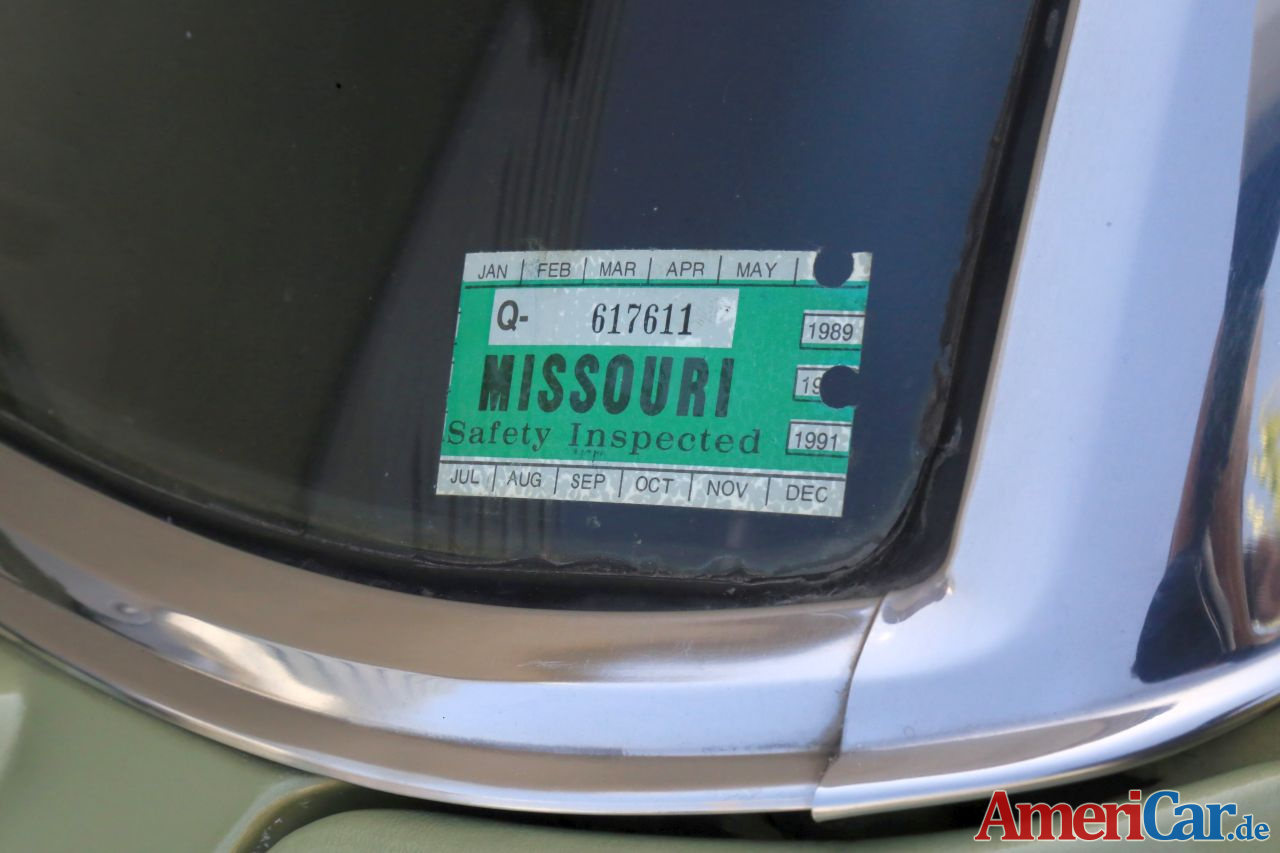 JAN FEB MAR APR MAY
Q- 617611
1989
MISSOURI
19
Safety Inspected
1991
JUL AUG SEP OCT NOV DEC
AmeriCar.de